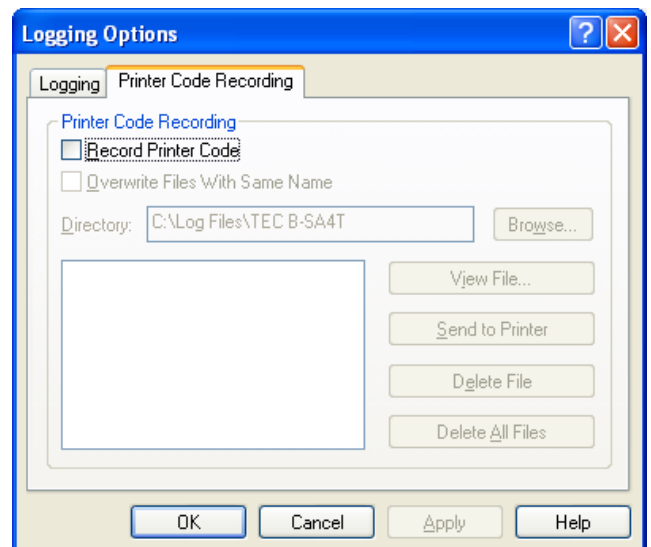 Logging Options
Logging Printer Code Recording
Printer Code Recording
Record Printer Code
Overwrite Files With Same Name
Directory: C:\Log Files\TEC B-SA4T Browse...
View File...
Send to Printer
Delete File
Delete All Files
OK Cancel Apply Help